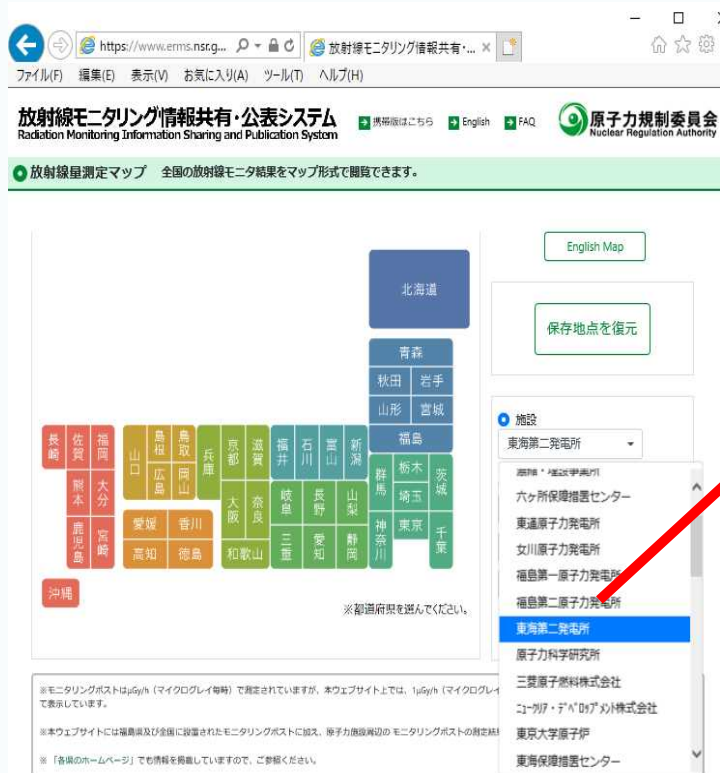 https://www.erms.nsr.g...
放射線モニタリング情報共有・...
ファイル(F) 編集(E) 表示(V) お気に入り(A) ツール(T) ヘルプ(H)
放射線モニタリング情報共有・公表システム
Radiation Monitoring Information Sharing and Publication System
携帯版はこちら English FAQ
原子力規制委員会
Nuclear Regulation Authority
放射線量測定マップ 全国の放射線モニタ結果をマップ形式で閲覧できます。
English Map
保存地点を復元
北海道
青森
秋田 岩手
山形 宮城
福島
長崎 佐賀 福岡
山口 島根 鳥取
広島 岡山
兵庫 京都 滋賀
福井 石川 富山 新潟
群馬 栃木 茨城
埼玉
熊本 大分
大阪 奈良
岐阜 長野 山梨
鹿児島 宮崎
愛媛 香川
高知 徳島
和歌山
三重 愛知 静岡
神奈川 東京 千葉
沖縄
※都道府県を選んでください。
施設
東海第二発電所
六ヶ所保障措置センター
東通原子力発電所
女川原子力発電所
福島第一原子力発電所
福島第二原子力発電所
東海第二発電所
原子力科学研究所
三菱原子燃料株式会社
ニュークリア・デベロップメント株式会社
東京大学原子炉
東海保障措置センター
※モニタリングポストはμGy/h（マイクログレイ毎時）で測定されていますが、本ウェブサイト上では、1μGy/h（マイクログレイ
て表示しています。
※本ウェブサイトには福島県及び全国に設置されたモニタリングポストに加え、原子力施設周辺の モニタリングポストの測定結
※ 「各県のホームページ」でも情報を掲載していますので、ご参照ください。